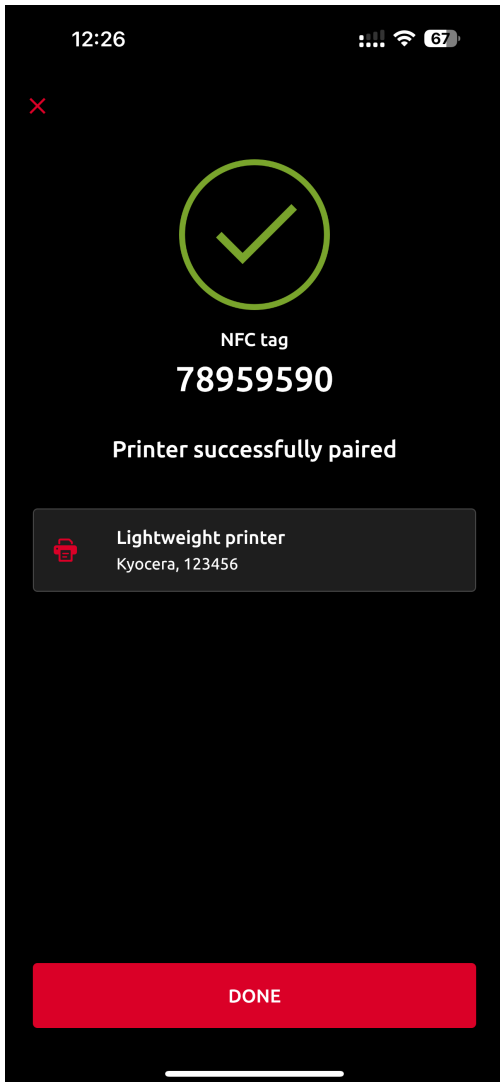 12:26
67
NFC tag
78959590
Printer successfully paired
Lightweight printer
Kyocera, 123456
DONE